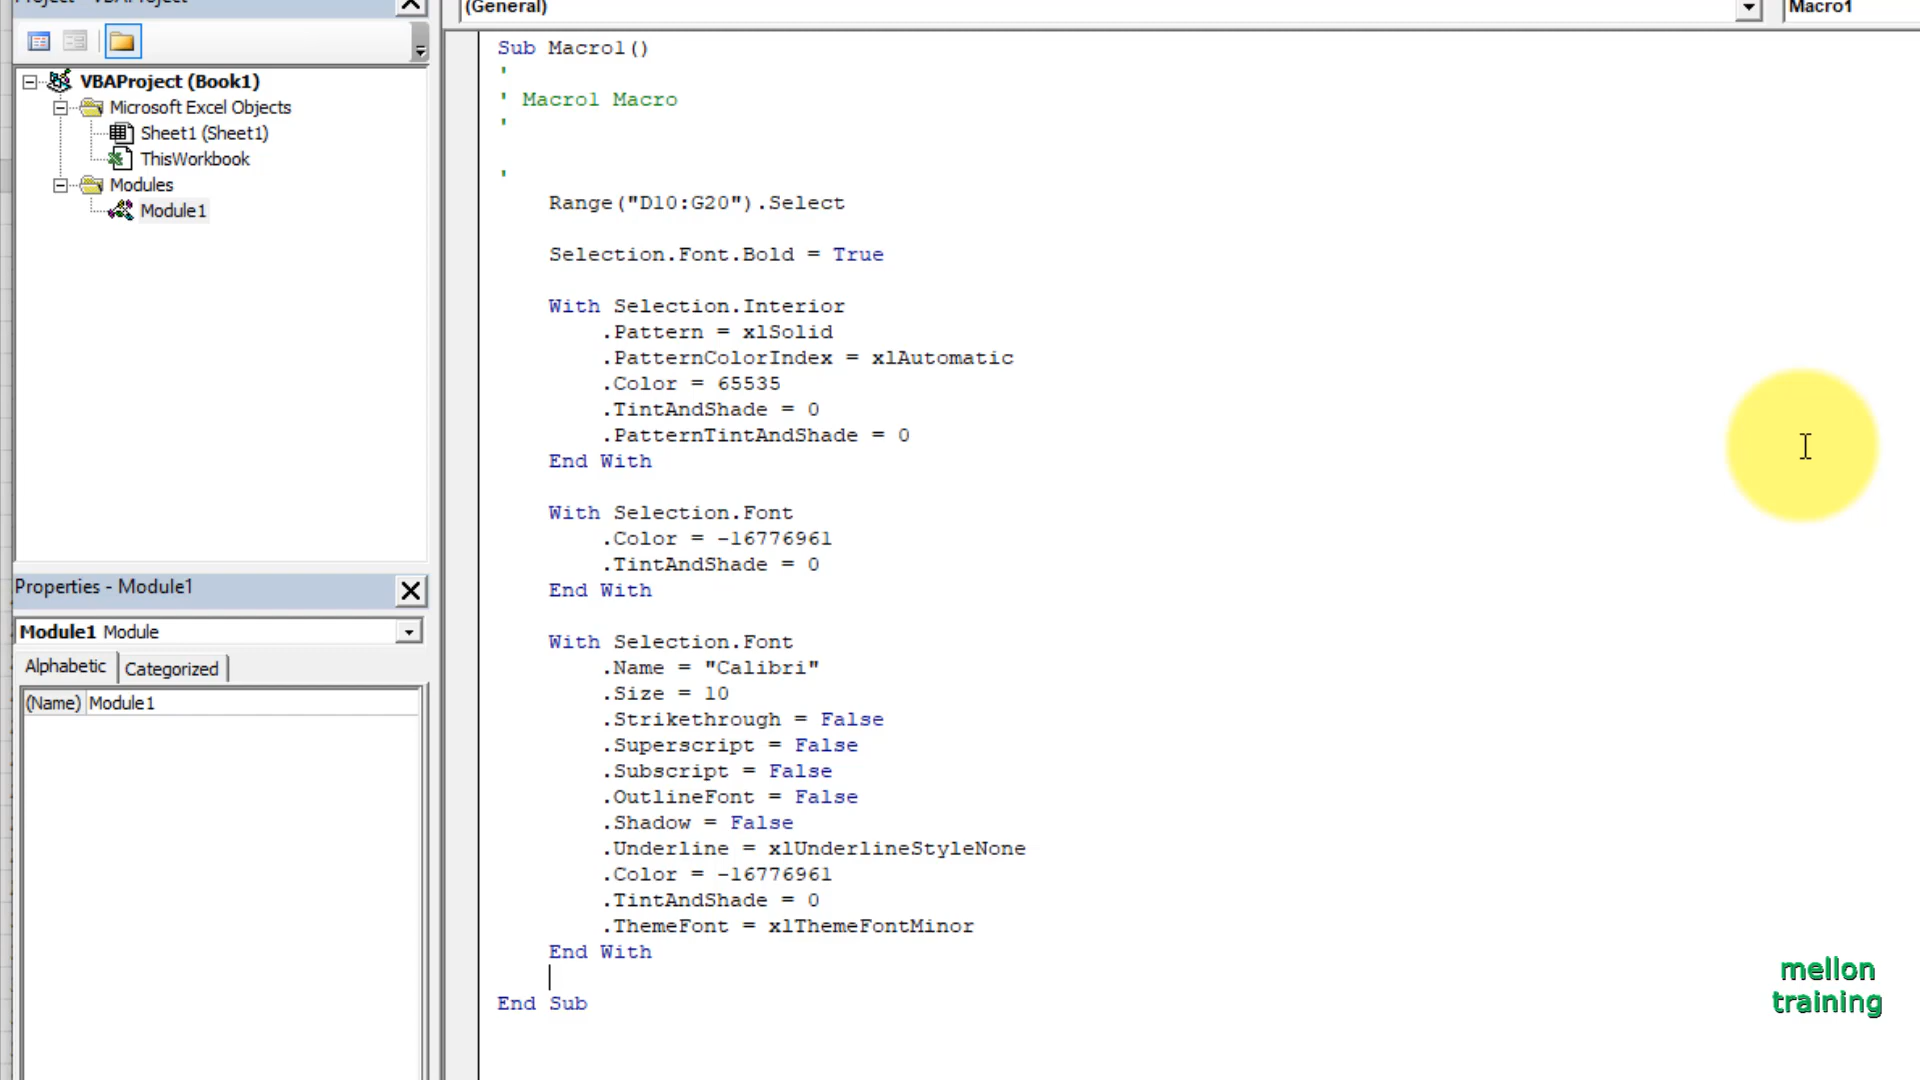 Project - VBAProject
(General)
Macro1
VBAProject (Book1)
Microsoft Excel Objects
Sheet1 (Sheet1)
ThisWorkbook
Modules
Module1
Sub Macro1()
'
' Macro1 Macro
'
'
Range("D10:G20").Select
Selection.Font.Bold = True
With Selection.Interior
.Pattern = xlSolid
.PatternColorIndex = xlAutomatic
.Color = 65535
.TintAndShade = 0
.PatternTintAndShade = 0
End With
With Selection.Font
.Color = -16776961
.TintAndShade = 0
End With
With Selection.Font
.Name = "Calibri"
.Size = 10
.Strikethrough = False
.Superscript = False
.Subscript = False
.OutlineFont = False
.Shadow = False
.Underline = xlUnderlineStyleNone
.Color = -16776961
.TintAndShade = 0
.ThemeFont = xlThemeFontMinor
End With
End Sub
Properties - Module1
Module1 Module
Alphabetic Categorized
(Name) Module1
mellon
training